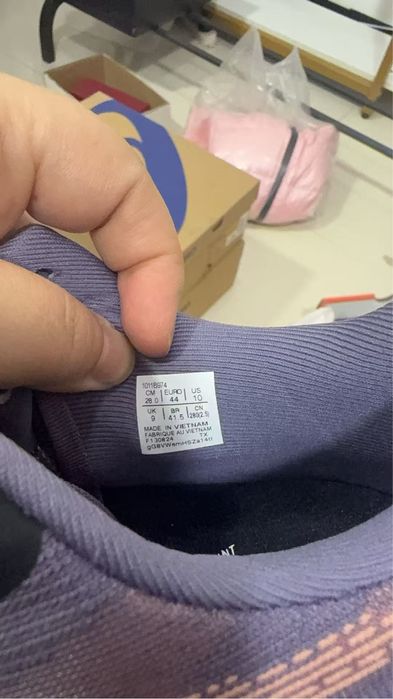 1011B974
CM EURO US
28.0 44 10
UK BR CN
9 41.5 280(2.5)
MADE IN VIETNAM
FABRIQUE AU VIETNAM
F130824 TX